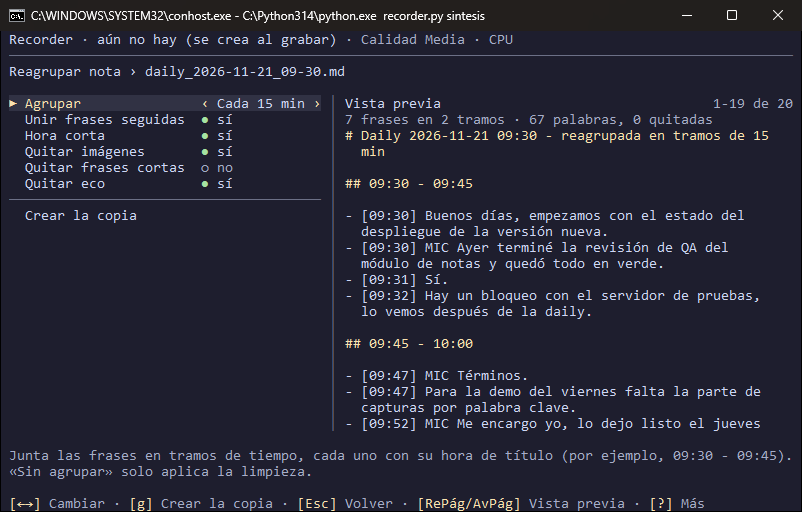 C:\WINDOWS\SYSTEM32\conhost.exe - C:\Python314\python.exe  recorder.py sintesis
Recorder · aún no hay (se crea al grabar) · Calidad Media · CPU
Reagrupar nota › daily_2026-11-21_09-30.md
► Agrupar ‹ Cada 15 min ›
Unir frases seguidas ● sí
Hora corta ● sí
Quitar imágenes ● sí
Quitar frases cortas ○ no
Quitar eco ● sí
Crear la copia
Vista previa 1-19 de 20
7 frases en 2 tramos · 67 palabras, 0 quitadas
# Daily 2026-11-21 09:30 - reagrupada en tramos de 15
min
## 09:30 - 09:45
- [09:30] Buenos días, empezamos con el estado del
despliegue de la versión nueva.
- [09:30] MIC Ayer terminé la revisión de QA del
módulo de notas y quedó todo en verde.
- [09:31] Sí.
- [09:32] Hay un bloqueo con el servidor de pruebas,
lo vemos después de la daily.
## 09:45 - 10:00
- [09:47] MIC Términos.
- [09:47] Para la demo del viernes falta la parte de
capturas por palabra clave.
- [09:52] MIC Me encargo yo, lo dejo listo el jueves
Junta las frases en tramos de tiempo, cada uno con su hora de título (por ejemplo, 09:30 - 09:45).
«Sin agrupar» solo aplica la limpieza.
[↔] Cambiar · [g] Crear la copia · [Esc] Volver · [RePág/AvPág] Vista previa · [?] Más